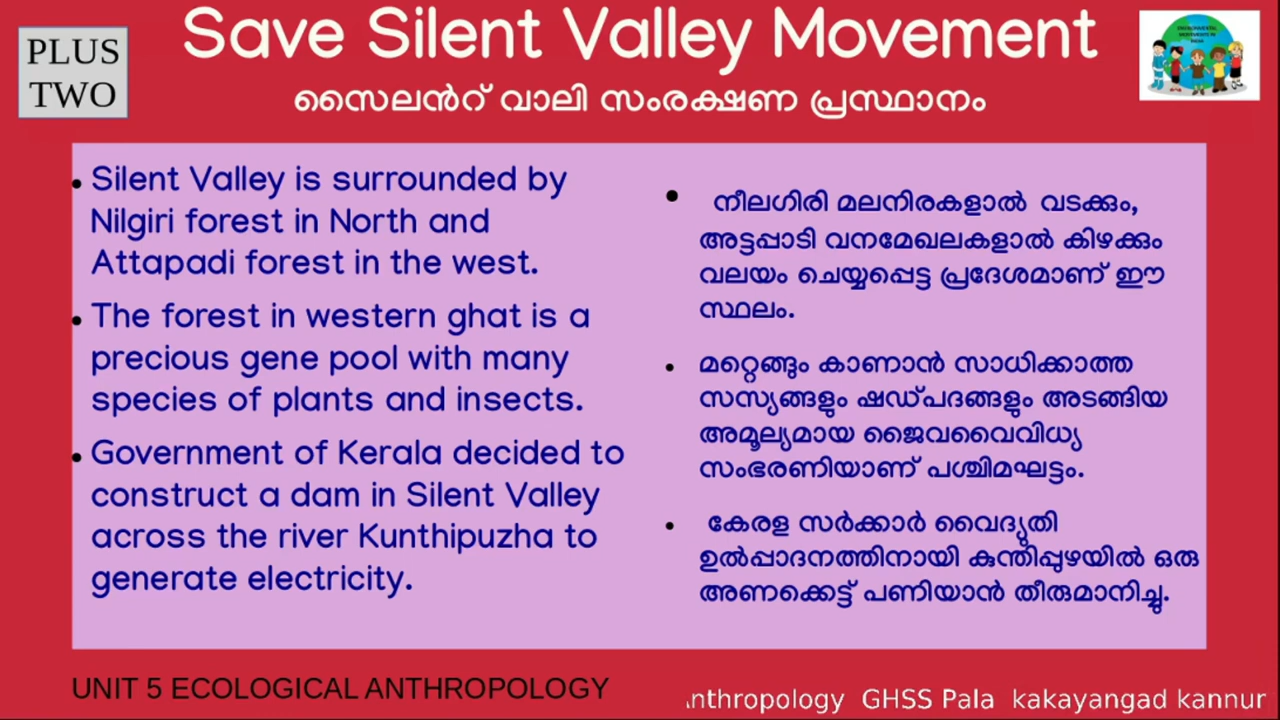 PLUS
TWO
Save Silent Valley Movement
സൈലൻറ് വാലി സംരക്ഷണ പ്രസ്ഥാനം
ENVIRONMENTAL
MOVEMENTS IN
INDIA
Silent Valley is surrounded by
Nilgiri forest in North and
Attapadi forest in the west.
The forest in western ghat is a
precious gene pool with many
species of plants and insects.
Government of Kerala decided to
construct a dam in Silent Valley
across the river Kunthipuzha to
generate electricity.
നീലഗിരി മലനിരകളാൽ വടക്കും,
അട്ടപ്പാടി വനമേഖലകളാൽ കിഴക്കും
വലയം ചെയ്യപ്പെട്ട പ്രദേശമാണ് ഈ
സ്ഥലം.
മറ്റെങ്ങും കാണാൻ സാധിക്കാത്ത
സസ്യങ്ങളും ഷഡ്പദങ്ങളും അടങ്ങിയ
അമൂല്യമായ ജൈവവൈവിധ്യ
സംഭരണിയാണ് പശ്ചിമഘട്ടം.
കേരള സർക്കാർ വൈദ്യുതി
ഉൽപ്പാദനത്തിനായി കുന്തിപ്പുഴയിൽ ഒരു
അണക്കെട്ട് പണിയാൻ തീരുമാനിച്ചു.
UNIT 5 ECOLOGICAL ANTHROPOLOGY
nthropology GHSS Pala kakayangad kannur